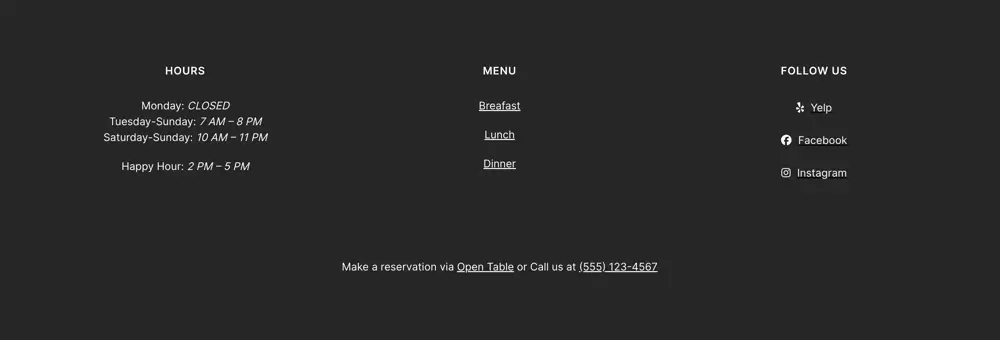 HOURS
Monday: CLOSED
Tuesday-Sunday: 7 AM – 8 PM
Saturday-Sunday: 10 AM – 11 PM
Happy Hour: 2 PM – 5 PM
MENU
Breafast
Lunch
Dinner
FOLLOW US
Yelp
Facebook
Instagram
Make a reservation via Open Table or Call us at (555) 123-4567